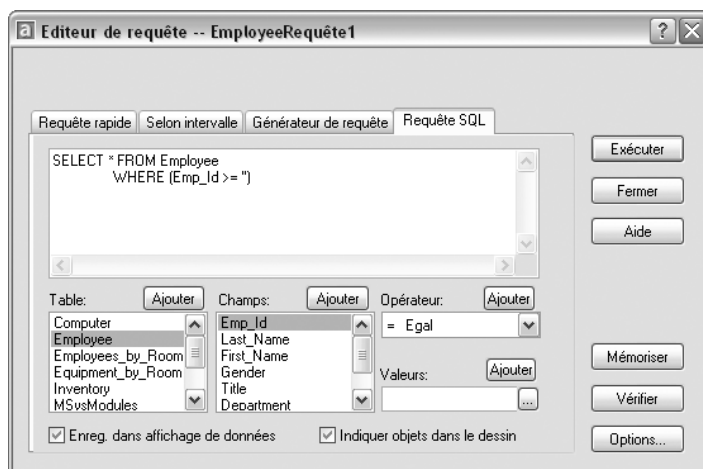 a Editeur de requête -- EmployeeRequête1 ? X
Requête rapide Selon intervalle Générateur de requête Requête SQL
SELECT * FROM Employee
WHERE (Emp_Id >= '')
Exécuter
Fermer
Aide
Table: Ajouter Champs: Ajouter Opérateur: Ajouter
Computer
Employee
Employees_by_Room
Equipment_by_Room
Inventory
MSvsModules
Emp_Id
Last_Name
First_Name
Gender
Title
Department
= Egal
Valeurs: Ajouter
...
Mémoriser
Vérifier
Options...
Enreg. dans affichage de données Indiquer objets dans le dessin